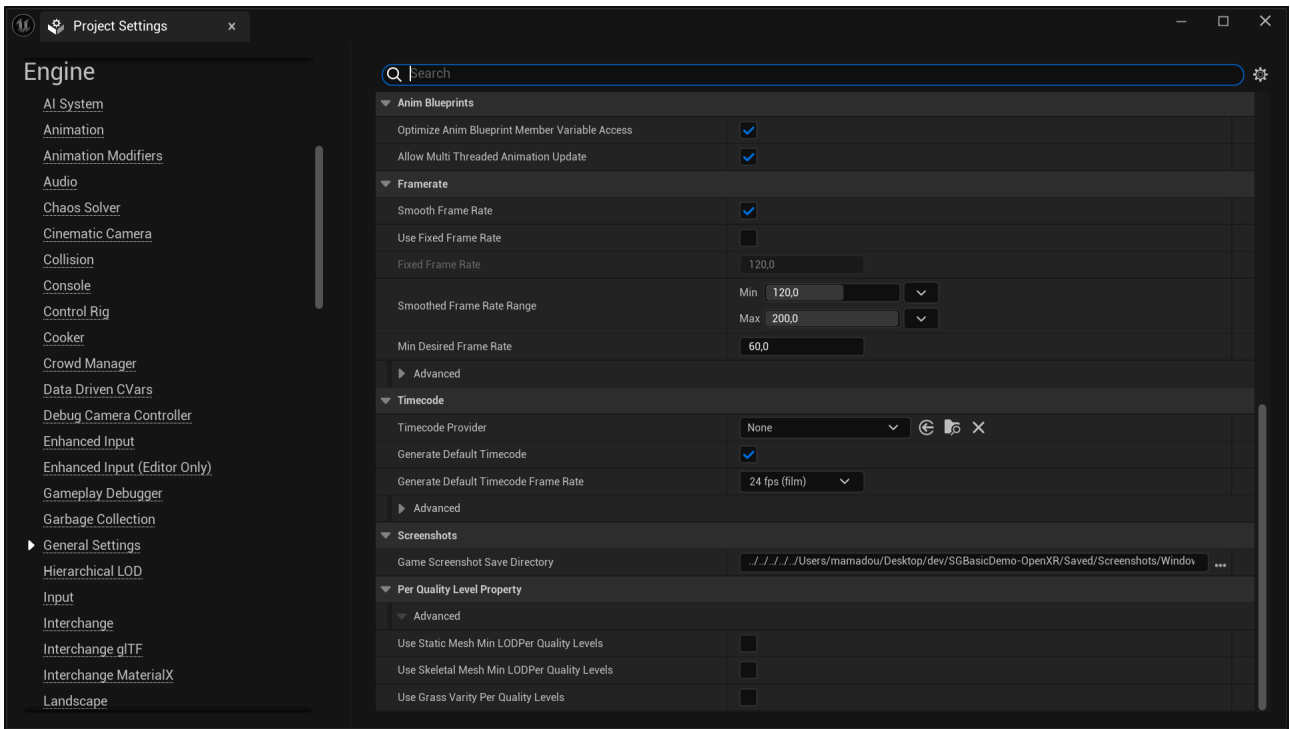 Project Settings
Engine
AI System
Animation
Animation Modifiers
Audio
Chaos Solver
Cinematic Camera
Collision
Console
Control Rig
Cooker
Crowd Manager
Data Driven CVars
Debug Camera Controller
Enhanced Input
Enhanced Input (Editor Only)
Gameplay Debugger
Garbage Collection
General Settings
Hierarchical LOD
Input
Interchange
Interchange glTF
Interchange MaterialX
Landscape
Search
Anim Blueprints
Optimize Anim Blueprint Member Variable Access
Allow Multi Threaded Animation Update
Framerate
Smooth Frame Rate
Use Fixed Frame Rate
Fixed Frame Rate 120,0
Smoothed Frame Rate Range
Min 120,0
Max 200,0
Min Desired Frame Rate 60,0
Advanced
Timecode
Timecode Provider None
Generate Default Timecode
Generate Default Timecode Frame Rate 24 fps (film)
Advanced
Screenshots
Game Screenshot Save Directory ../../../../../Users/mamadou/Desktop/dev/SGBasicDemo-OpenXR/Saved/Screenshots/Window
Per Quality Level Property
Advanced
Use Static Mesh Min LODPer Quality Levels
Use Skeletal Mesh Min LODPer Quality Levels
Use Grass Varity Per Quality Levels